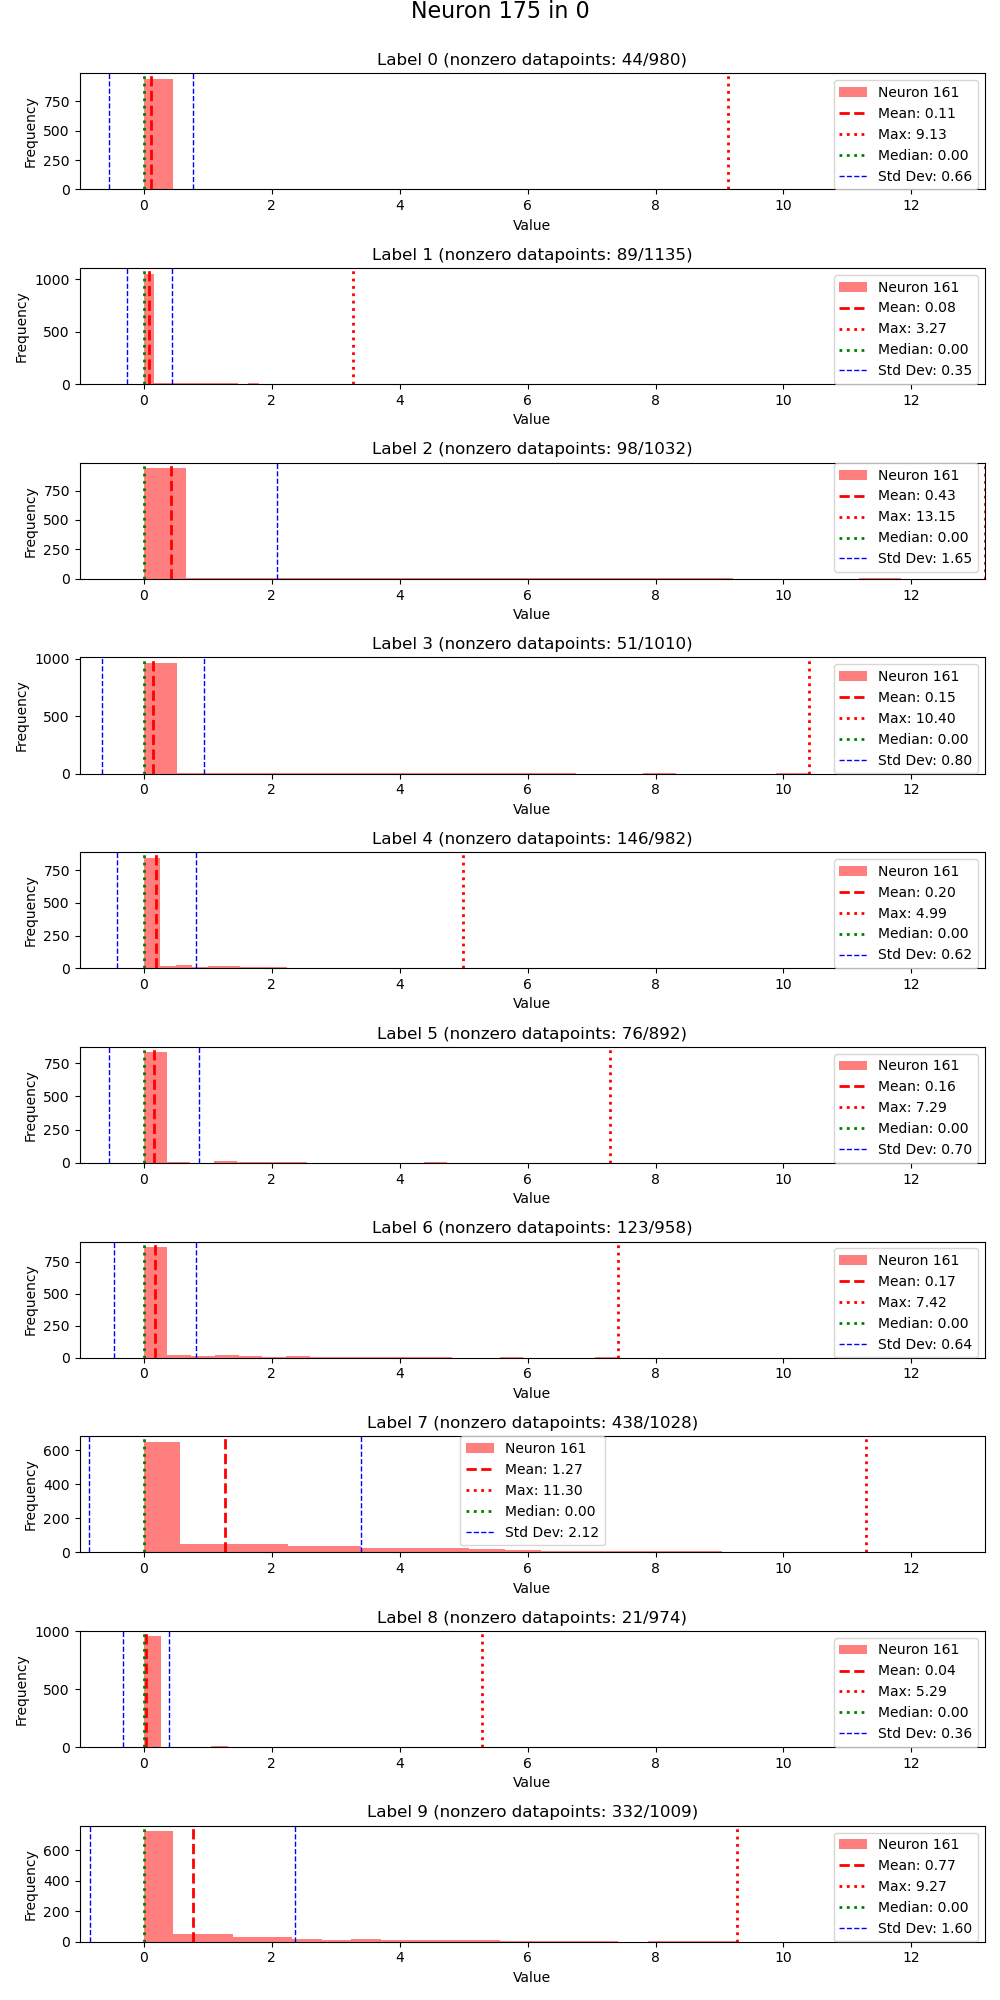 Neuron 175 in 0
Label 0 (nonzero datapoints: 44/980)
Frequency
750
500
250
0
Neuron 161
Mean: 0.11
Max: 9.13
Median: 0.00
Std Dev: 0.66
0 2 4 6 8 10 12
Value
Label 1 (nonzero datapoints: 89/1135)
Frequency
1000
500
0
Neuron 161
Mean: 0.08
Max: 3.27
Median: 0.00
Std Dev: 0.35
0 2 4 6 8 10 12
Value
Label 2 (nonzero datapoints: 98/1032)
Frequency
750
500
250
0
Neuron 161
Mean: 0.43
Max: 13.15
Median: 0.00
Std Dev: 1.65
0 2 4 6 8 10 12
Value
Label 3 (nonzero datapoints: 51/1010)
Frequency
1000
500
0
Neuron 161
Mean: 0.15
Max: 10.40
Median: 0.00
Std Dev: 0.80
0 2 4 6 8 10 12
Value
Label 4 (nonzero datapoints: 146/982)
Frequency
750
500
250
0
Neuron 161
Mean: 0.20
Max: 4.99
Median: 0.00
Std Dev: 0.62
0 2 4 6 8 10 12
Value
Label 5 (nonzero datapoints: 76/892)
Frequency
750
500
250
0
Neuron 161
Mean: 0.16
Max: 7.29
Median: 0.00
Std Dev: 0.70
0 2 4 6 8 10 12
Value
Label 6 (nonzero datapoints: 123/958)
Frequency
750
500
250
0
Neuron 161
Mean: 0.17
Max: 7.42
Median: 0.00
Std Dev: 0.64
0 2 4 6 8 10 12
Value
Label 7 (nonzero datapoints: 438/1028)
Frequency
600
400
200
0
Neuron 161
Mean: 1.27
Max: 11.30
Median: 0.00
Std Dev: 2.12
0 2 4 6 8 10 12
Value
Label 8 (nonzero datapoints: 21/974)
Frequency
1000
500
0
Neuron 161
Mean: 0.04
Max: 5.29
Median: 0.00
Std Dev: 0.36
0 2 4 6 8 10 12
Value
Label 9 (nonzero datapoints: 332/1009)
Frequency
600
400
200
0
Neuron 161
Mean: 0.77
Max: 9.27
Median: 0.00
Std Dev: 1.60
0 2 4 6 8 10 12
Value